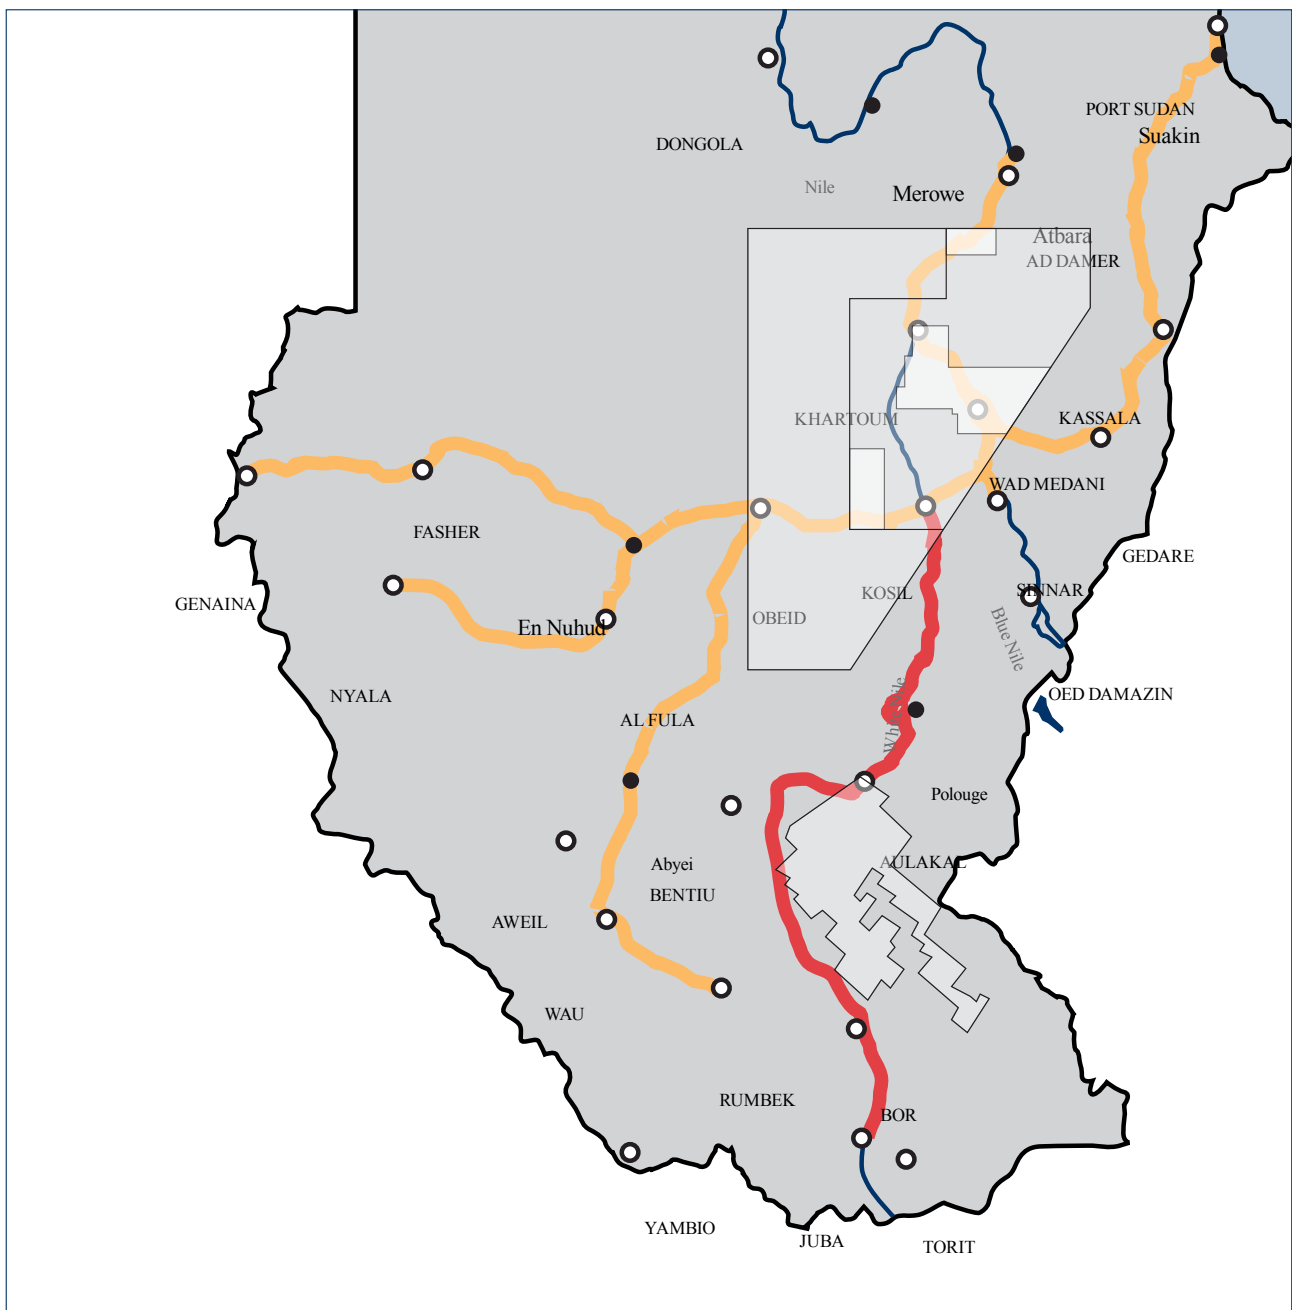 PORT SUDAN
Suakin
DONGOLA
Nile
Merowe
Atbara
AD DAMER
KHARTOUM
KASSALA
WAD MEDANI
FASHER
GEDARE
GENAINA
KOSIL
SINNAR
OBEID
En Nuhud
Blue Nile
NYALA
OED DAMAZIN
AL FULA
White Nile
Polouge
Abyei
AULAKAL
BENTIU
AWEIL
WAU
RUMBEK
BOR
YAMBIO
JUBA
TORIT